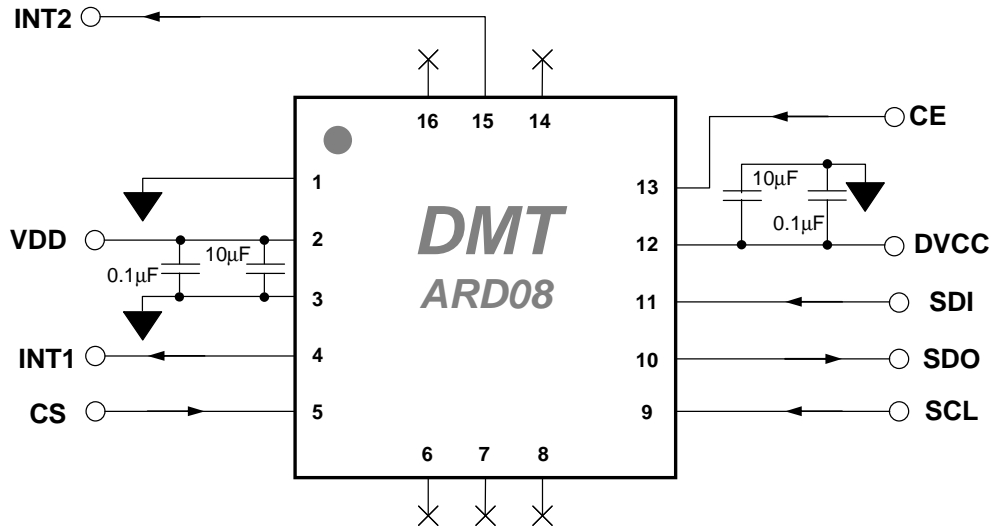 INT2
16 15 14
CE
1
13
10μF
0.1μF
DMT
ARD08
VDD
2
0.1μF
10μF
12
DVCC
3
11
SDI
INT1
4
10
SDO
CS
5
9
SCL
6 7 8